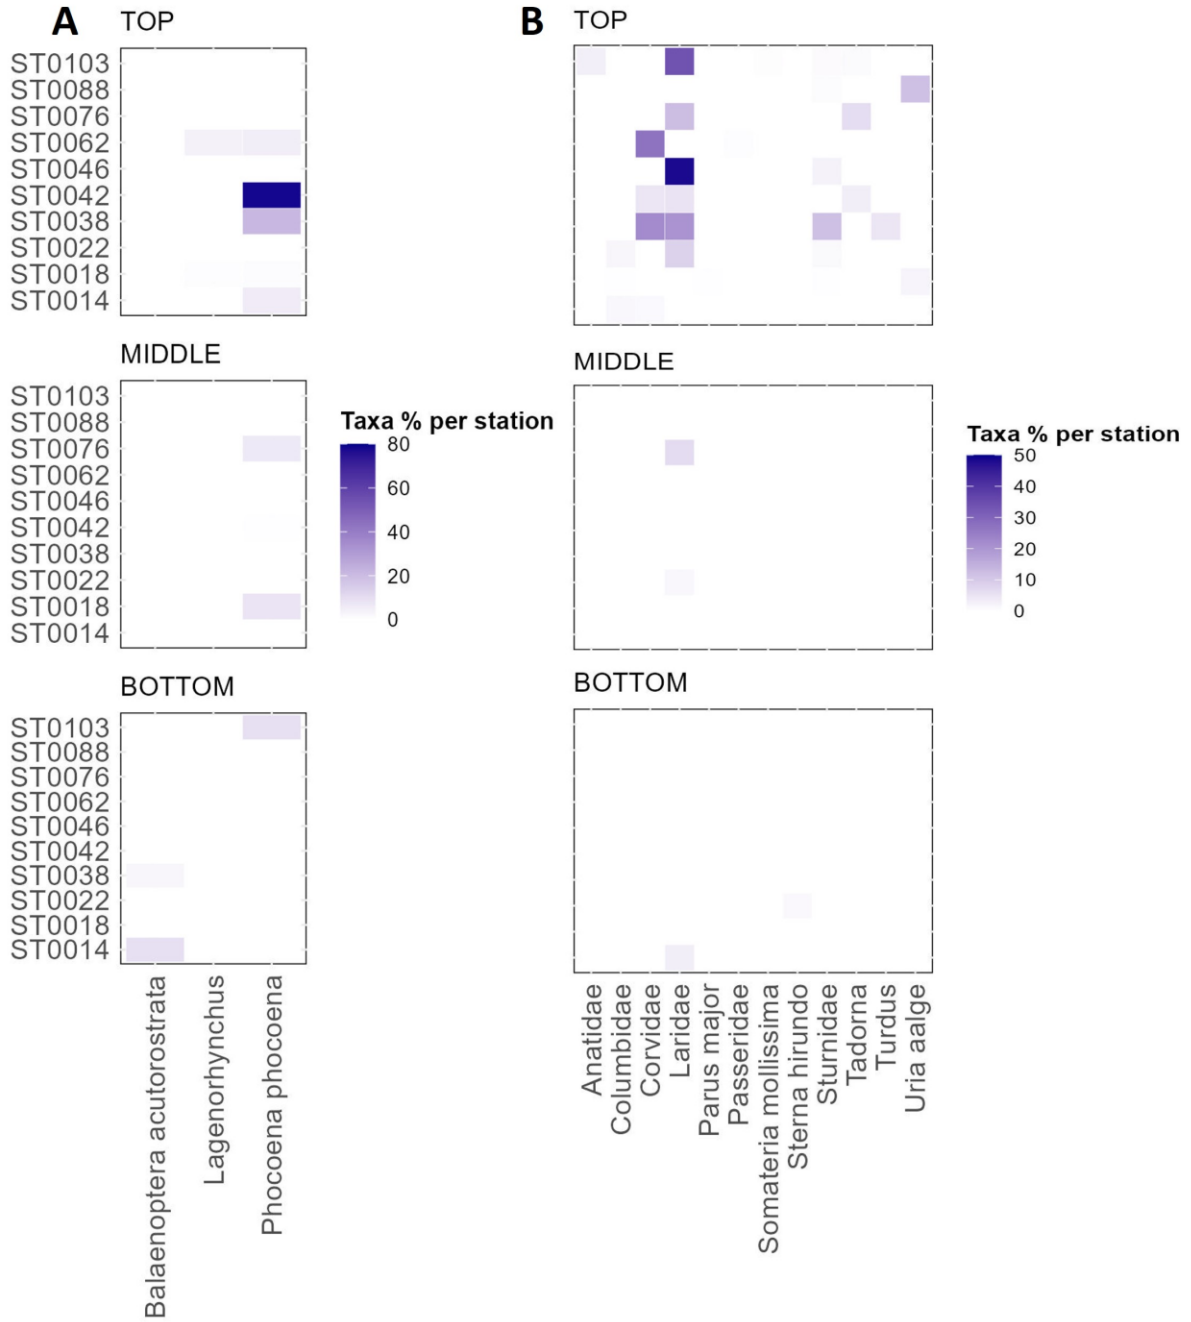 A
TOP
ST0103
ST0088
ST0076
ST0062
ST0046
ST0042
ST0038
ST0022
ST0018
ST0014
MIDDLE
ST0103
ST0088
ST0076
ST0062
ST0046
ST0042
ST0038
ST0022
ST0018
ST0014
Taxa % per station
80
60
40
20
0
BOTTOM
ST0103
ST0088
ST0076
ST0062
ST0046
ST0042
ST0038
ST0022
ST0018
ST0014
Balaenoptera acutorostrata
Lagenorhynchus
Phocoena phocoena
B
TOP
MIDDLE
Taxa % per station
50
40
30
20
10
0
BOTTOM
Anatidae
Columbidae
Corvidae
Laridae
Parus major
Passeridae
Somateria mollissima
Sterna hirundo
Sturnidae
Tadorna
Turdus
Uria aalge